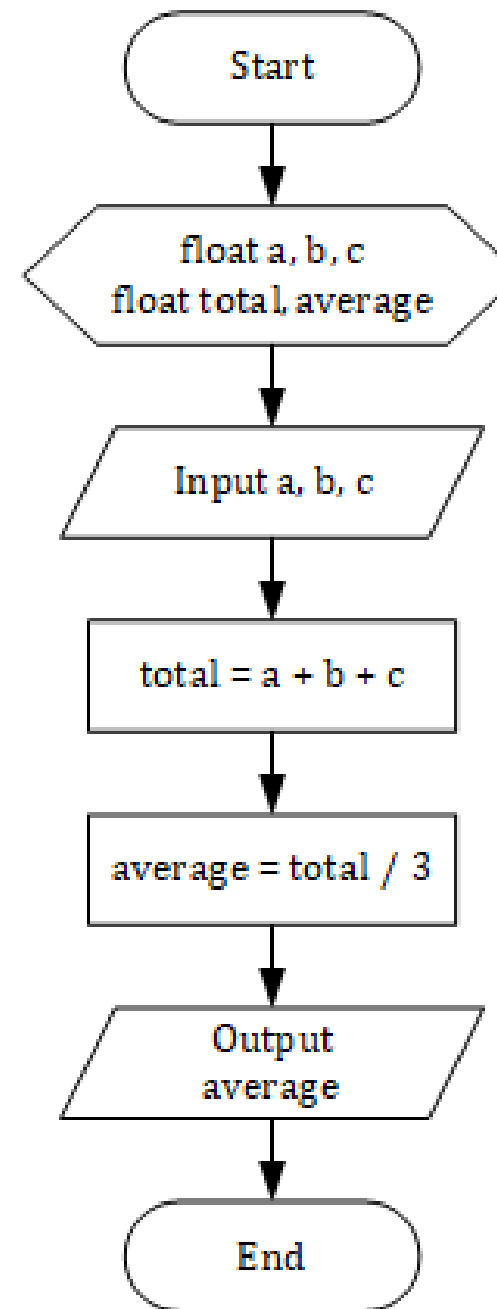 Start
float a, b, c
float total, average
Input a, b, c
total = a + b + c
average = total / 3
Output
average
End